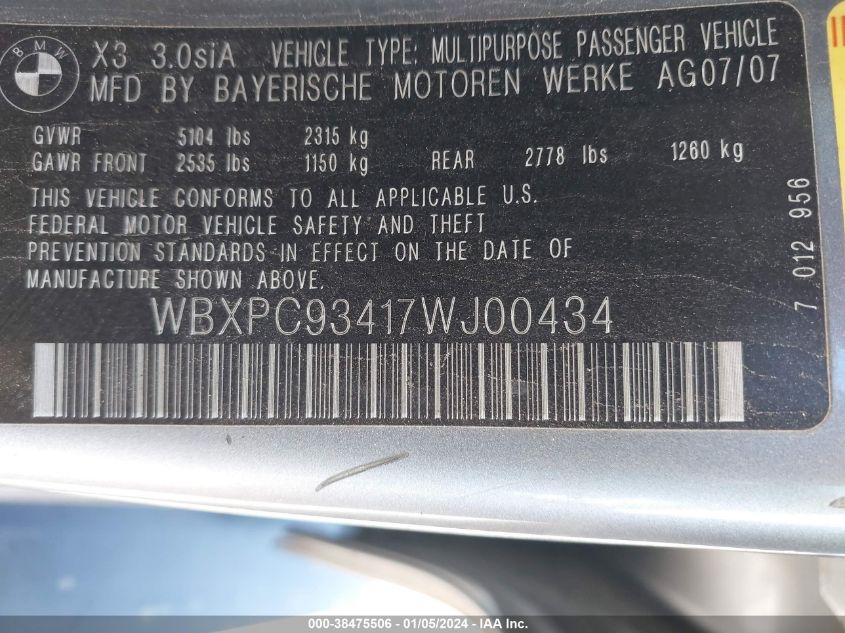 BMW
X3 3.0siA VEHICLE TYPE: MULTIPURPOSE PASSENGER VEHICLE
MFD BY BAYERISCHE MOTOREN WERKE AG07/07
GVWR 5104 lbs 2315 kg
GAWR FRONT 2535 lbs 1150 kg REAR 2778 lbs 1260 kg
THIS VEHICLE CONFORMS TO ALL APPLICABLE U.S.
FEDERAL MOTOR VEHICLE SAFETY AND THEFT
PREVENTION STANDARDS IN EFFECT ON THE DATE OF
MANUFACTURE SHOWN ABOVE.
WBXPC93417WJ00434
7 012 956
000-38475506 - 01/05/2024 - IAA Inc.